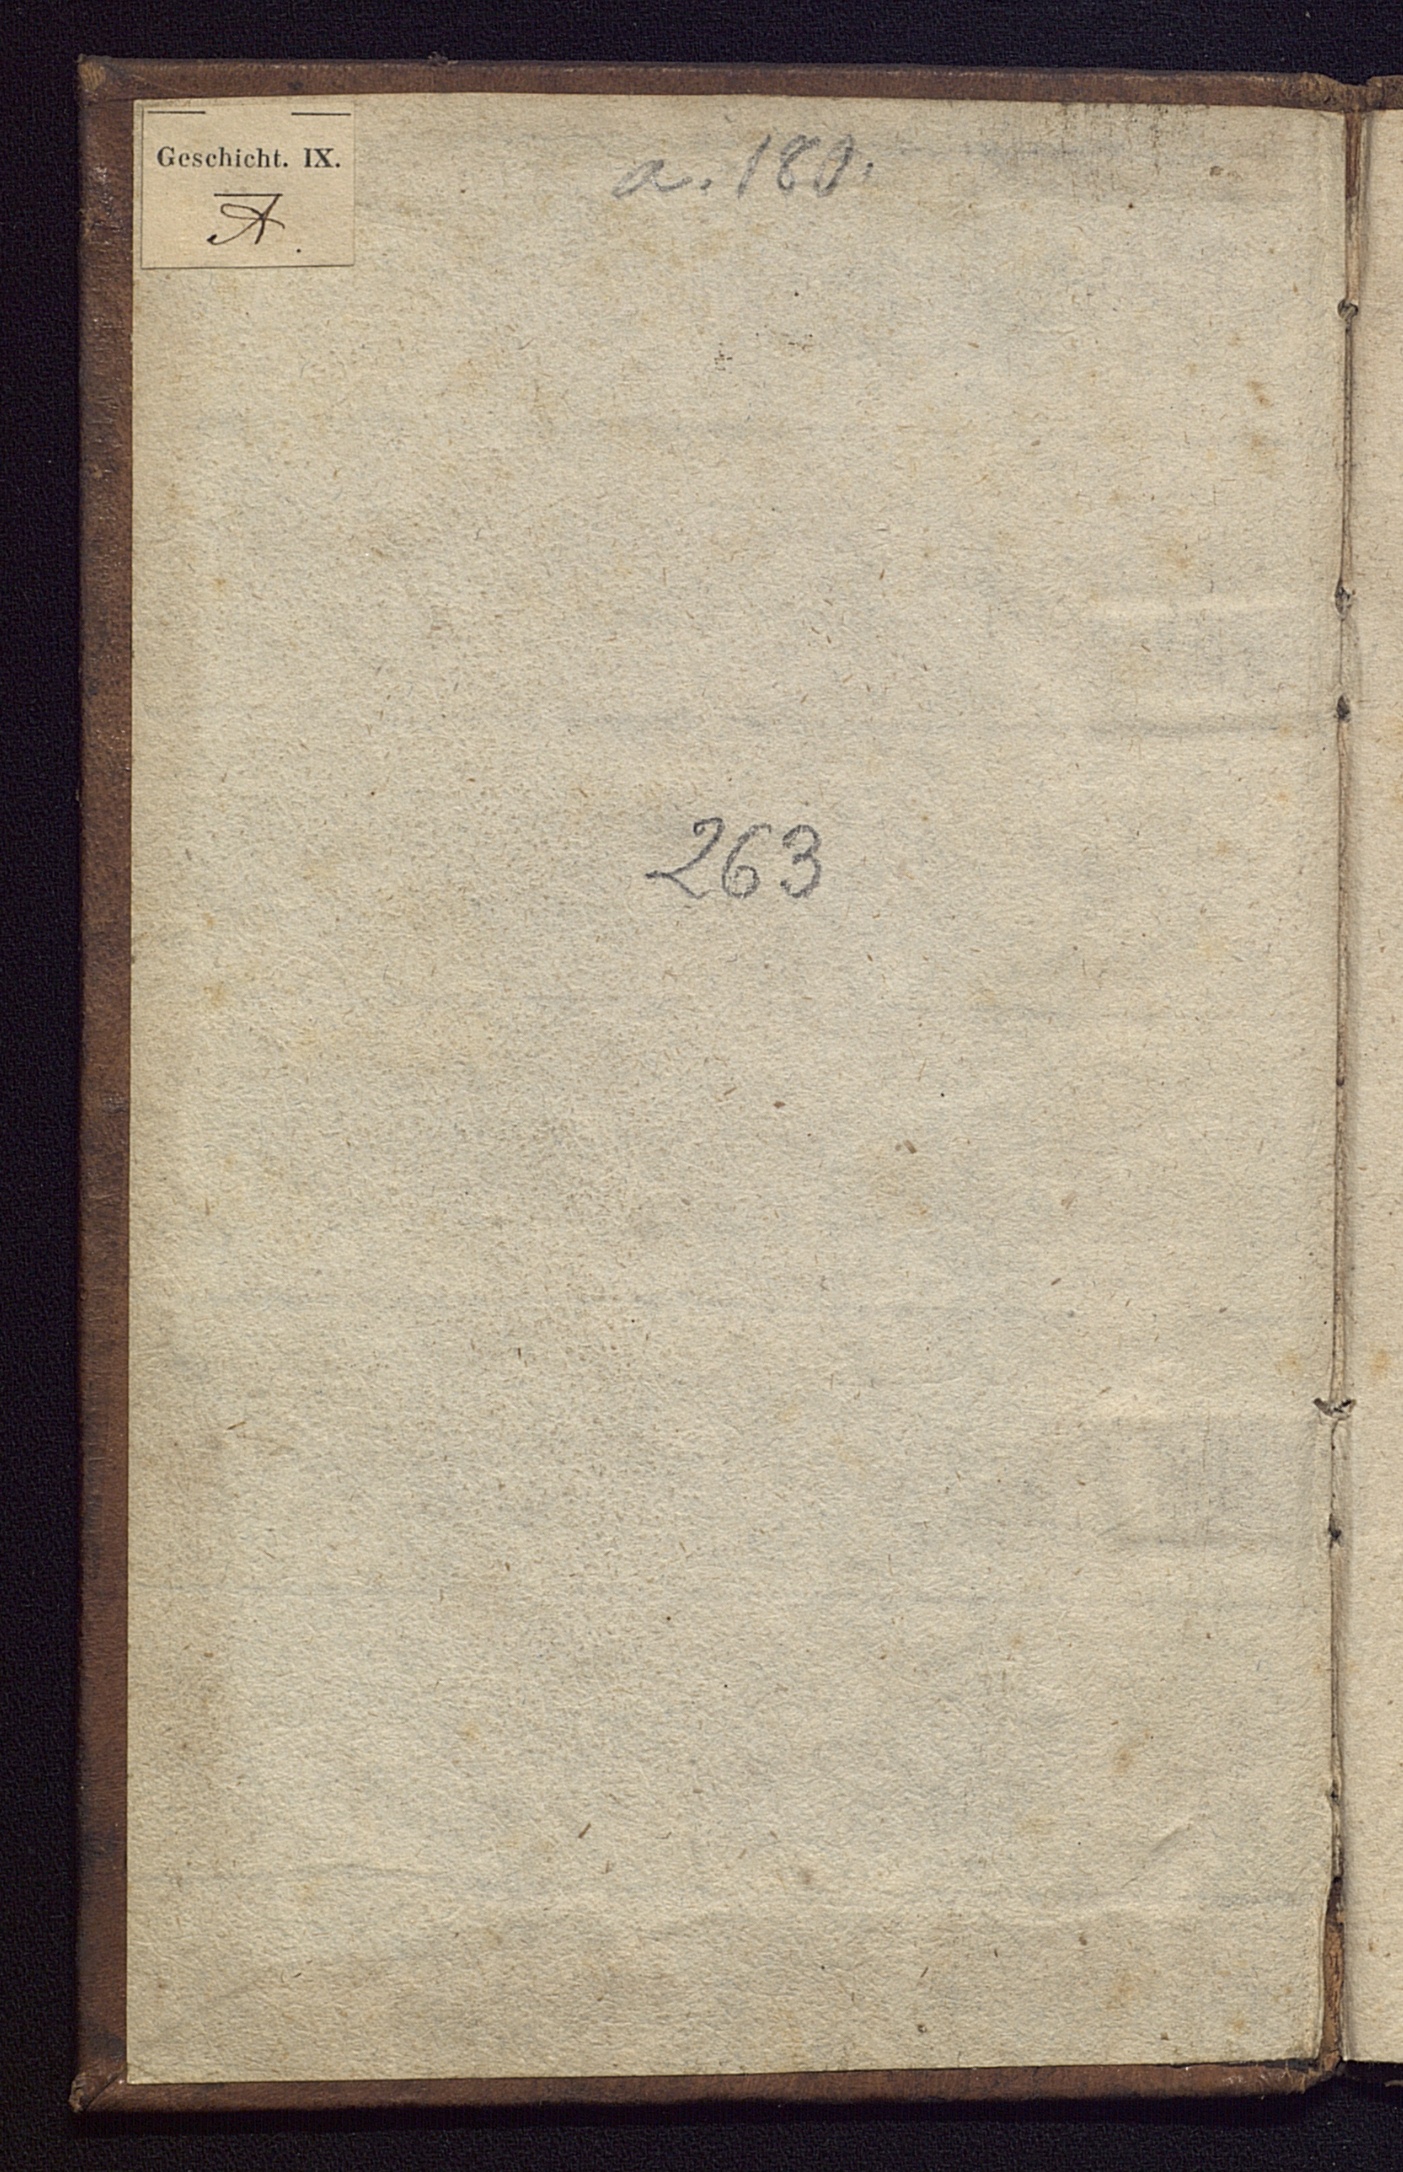 Geschicht. IX.
A.
a. 180.
263